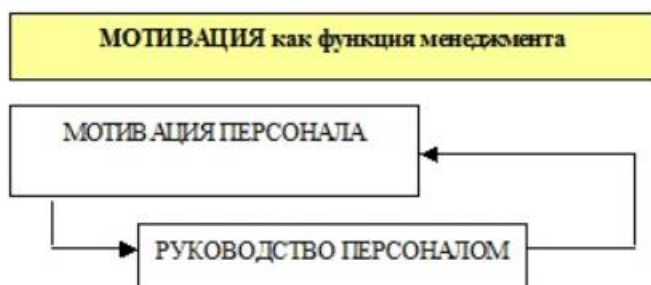 МОТИВАЦИЯ как функция менеджмента
МОТИВАЦИЯ ПЕРСОНАЛА
РУКОВОДСТВО ПЕРСОНАЛОМ